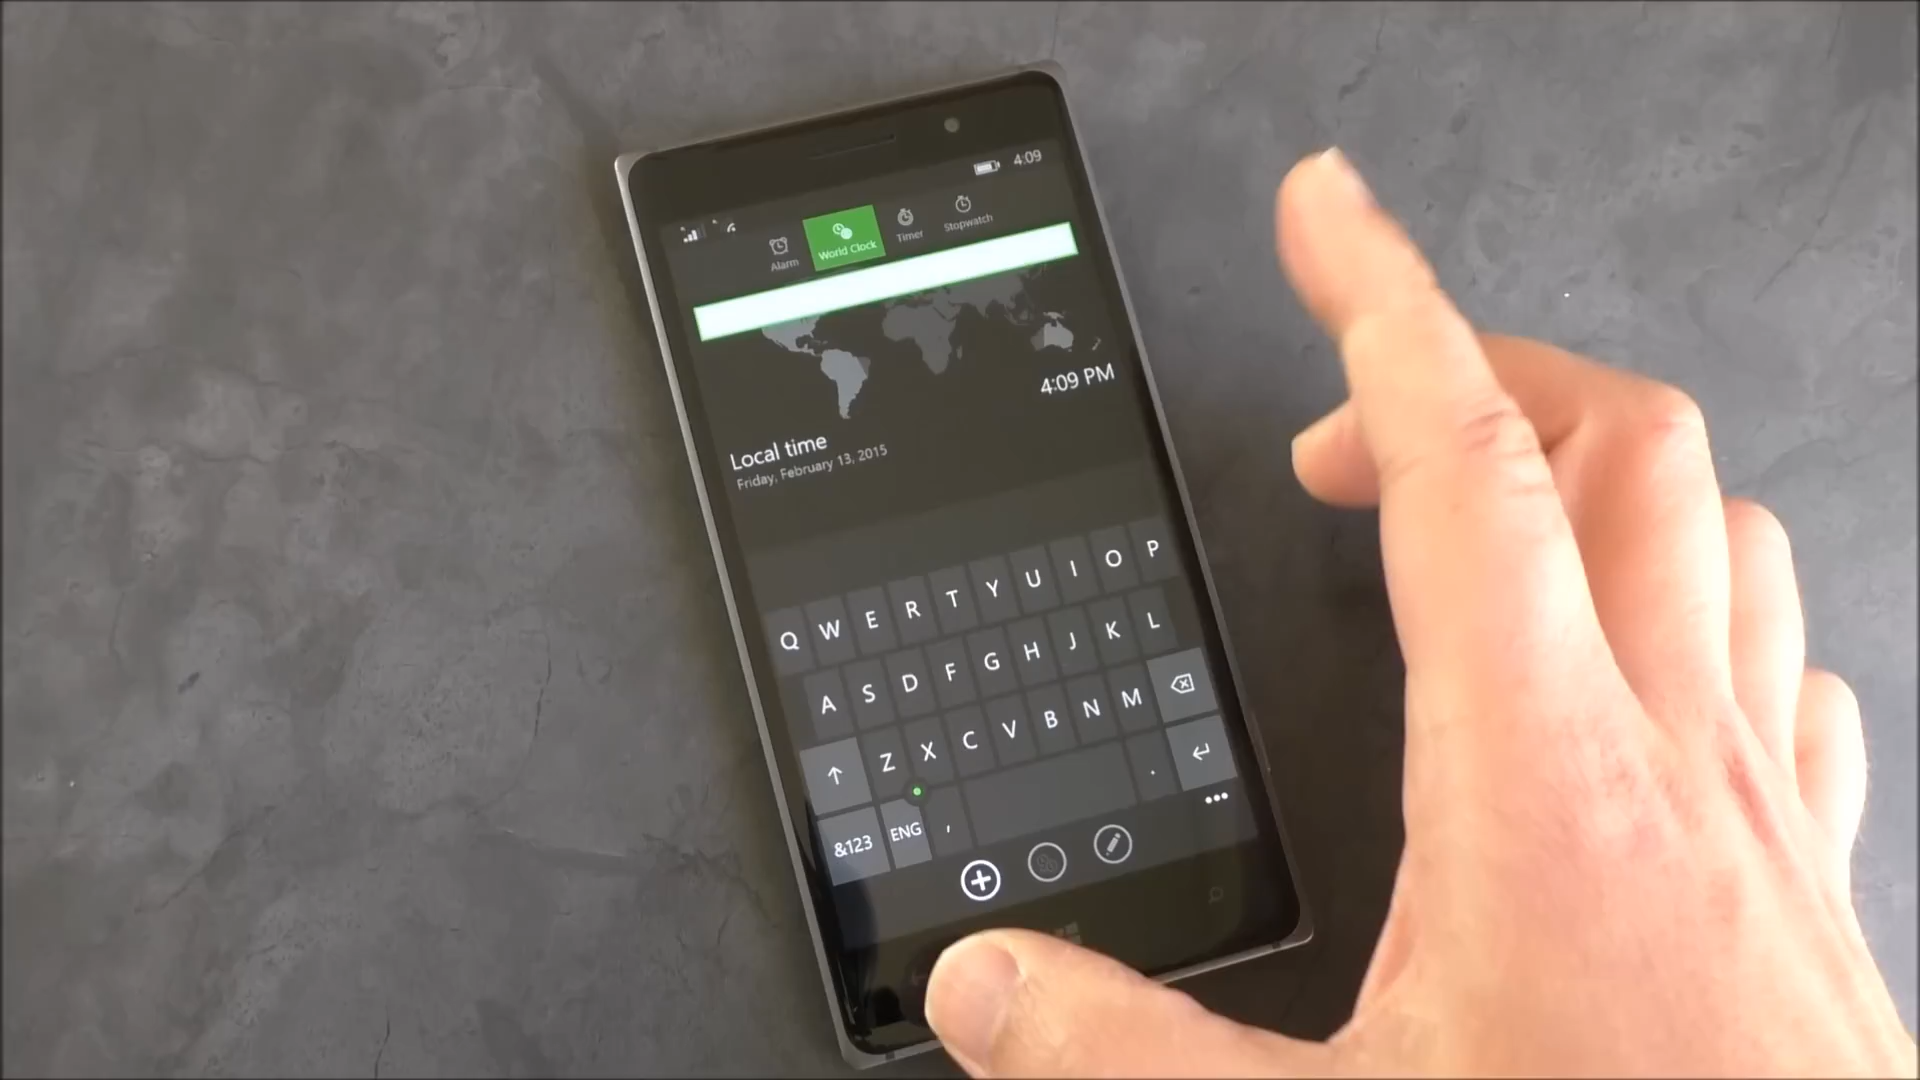 4:09
Alarm
World Clock
Timer
Stopwatch
4:09 PM
Local time
Friday, February 13, 2015
Q W E R T Y U I O P
A S D F G H J K L
Z X C V B N M
&123 ENG , .